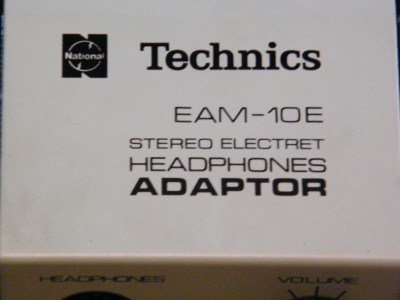 National
Technics
EAM-10E
STEREO ELECTRET
HEADPHONES
ADAPTOR
HEADPHONES VOLUME